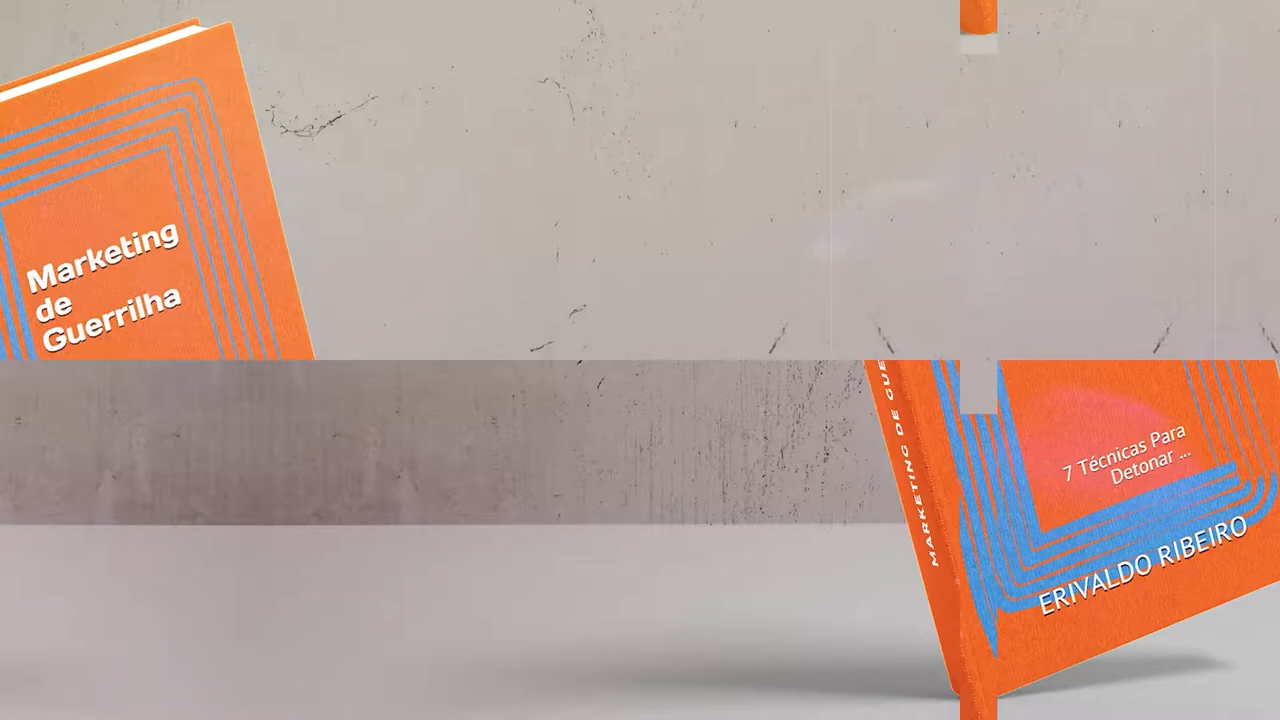 Marketing
de
Guerrilha
MARKETING DE GUE
7 Técnicas Para
Detonar ...
ERIVALDO RIBEIRO